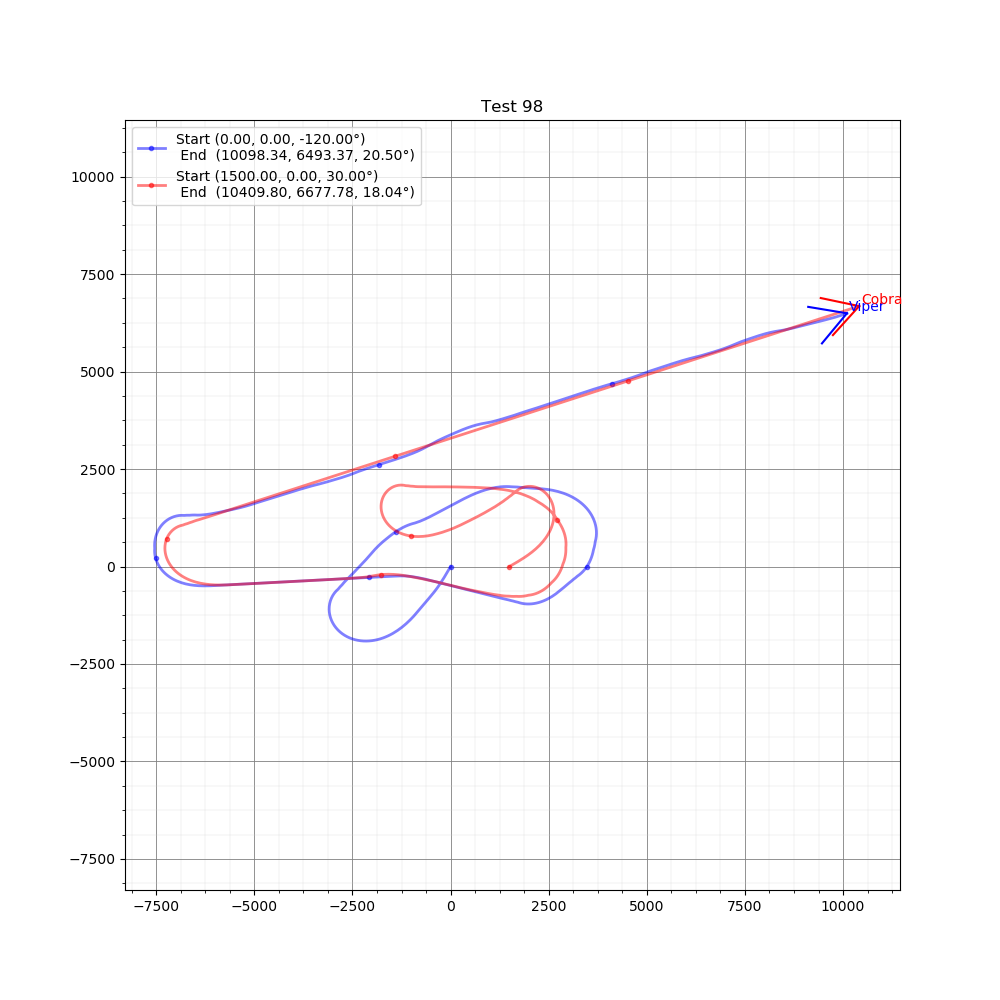 Test 98
Start (0.00, 0.00, -120.00°)
End (10098.34, 6493.37, 20.50°)
Start (1500.00, 0.00, 30.00°)
End (10409.80, 6677.78, 18.04°)
10000
7500
5000
2500
0
−2500
−5000
−7500
Cobra
Viper
−7500 −5000 −2500 0 2500 5000 7500 10000